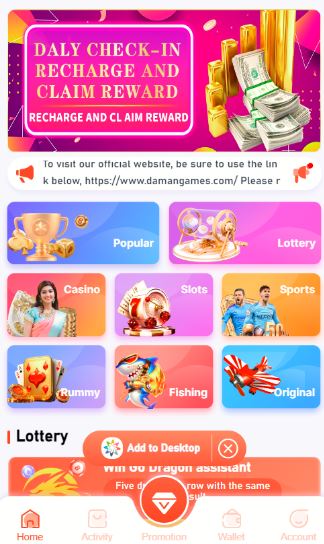 DALY CHECK-IN
RECHARGE AND
CLAIM REWARD
RECHARGE AND CL AIM REWARD
To visit our official website, be sure to use the lin
k below, https://www.damangames.com/ Please r
Popular
Lottery
Casino
Slots
Sports
Rummy
Fishing
Original
Lottery
Add to Desktop
Win Go Dragon assistant
Five row with the same
Home
Activity
Promotion
Wallet
Account